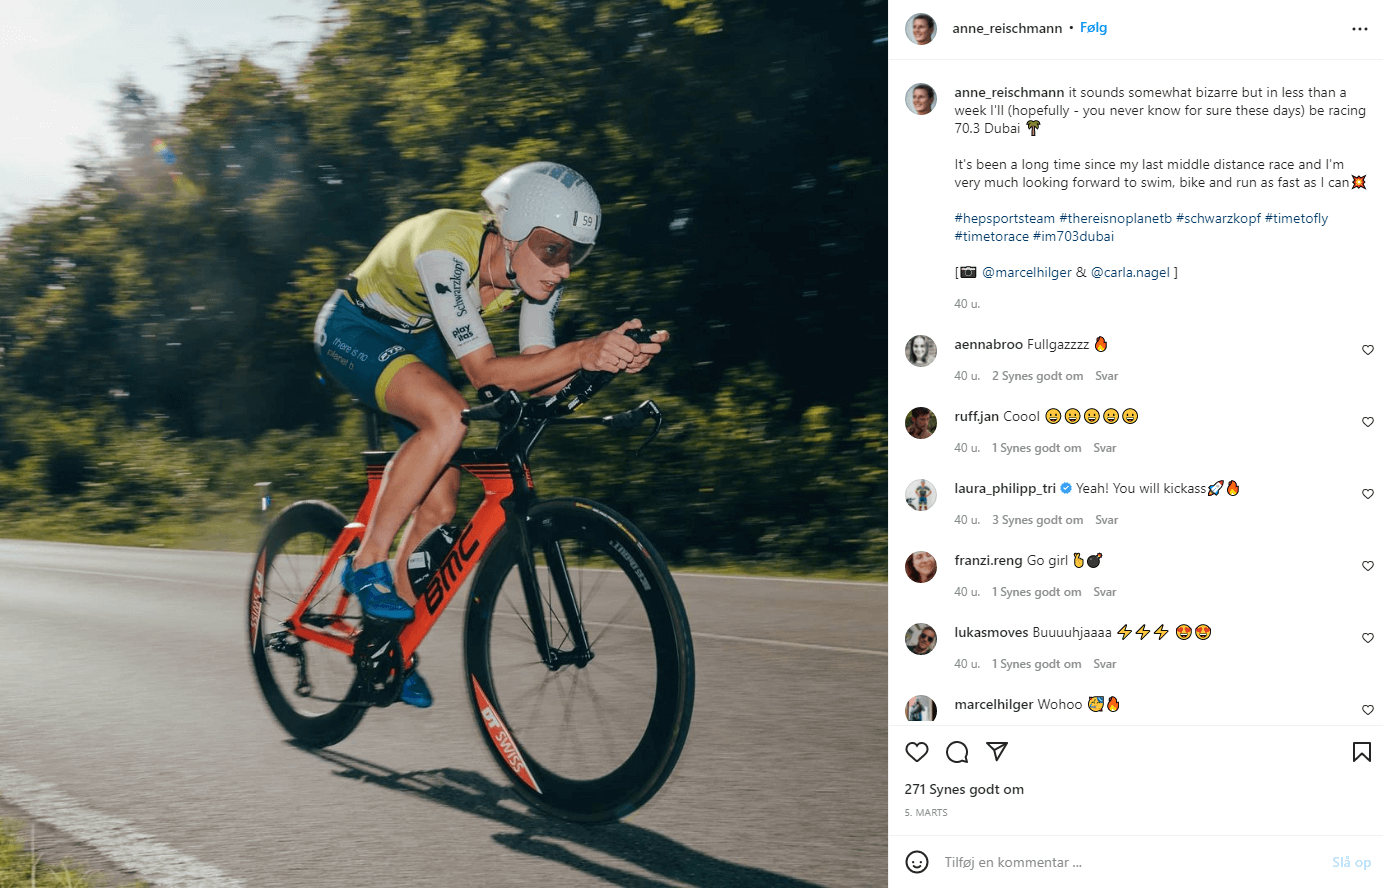 anne_reischmann • Følg
anne_reischmann it sounds somewhat bizarre but in less than a
week I'll (hopefully - you never know for sure these days) be racing
70.3 Dubai 🌴
It's been a long time since my last middle distance race and I'm
very much looking forward to swim, bike and run as fast as I can💥
#hepsportsteam #thereisnoplanetb #schwarzkopf #timetofly
#timetorace #im703dubai
[📷 @marcelhilger & @carla.nagel ]
40 u.
aennabroo Fullgazzzz 🔥
40 u. 2 Synes godt om Svar
ruff.jan Coool 😀😀😀😀😀
40 u. 1 Synes godt om Svar
laura_philipp_tri Yeah! You will kickass🚀🔥
40 u. 3 Synes godt om Svar
franzi.reng Go girl 🤞💣
40 u. 1 Synes godt om Svar
lukasmoves Buuuuhjaaaa ⚡⚡⚡ 😍😍
40 u. 1 Synes godt om Svar
marcelhilger Wohoo 🥳🔥
271 Synes godt om
5. MARTS
Tilføj en kommentar ...
Slå op
59
Schwarzkopf
play
itas
there is no
planet b
BMC
DT SWISS